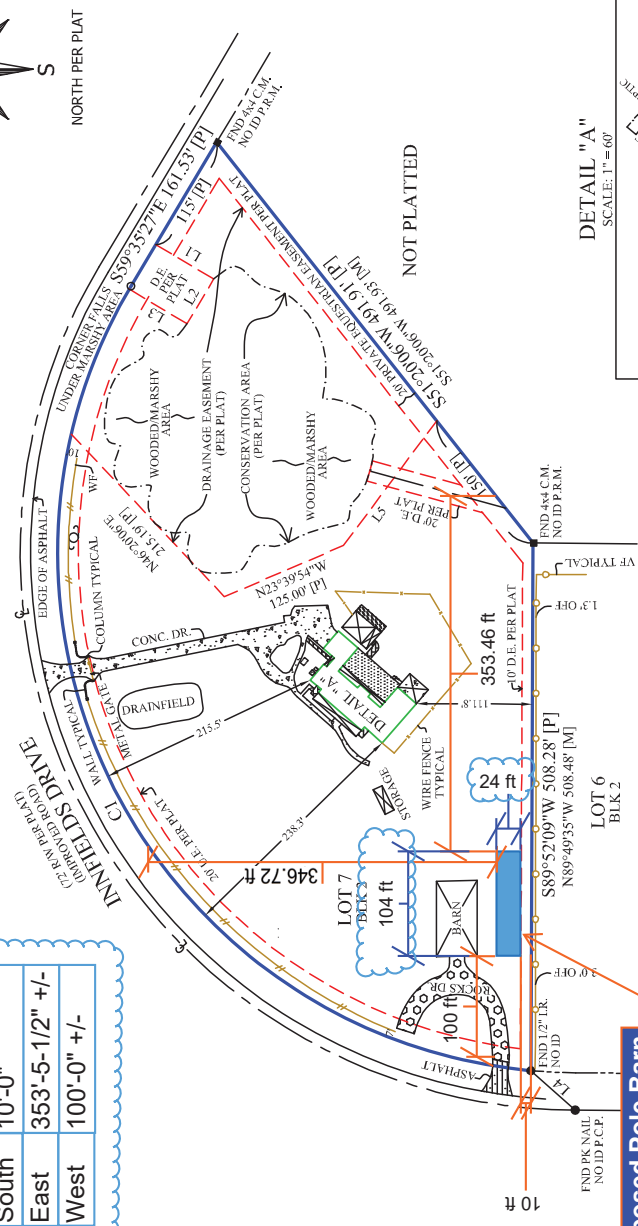 S
NORTH PER PLAT
DETAIL "A"
SCALE: 1" = 60'
FND 4x4 C.M.
NO ID P.R.M.
S59°35'27"E 161.53' [P]
115' [P]
CORNER FALLS
UNDER MARSHY AREA
L1
D.E.
PER
PLAT
L2
L3
NOT PLATTED
20' PRIVATE EQUESTRIAN EASEMENT PER PLAT
S51°20'06"W 491.91' [P]
S51°20'06"W 491.93' [M]
WOODED/MARSHY
AREA
DRAINAGE EASEMENT
(PER PLAT)
CONSERVATION AREA
(PER PLAT)
WOODED/MARSHY
AREA
150' [P]
20' D.E.
PER PLAT
L5
FND 4x4 C.M.
NO ID P.R.M.
VF TYPICAL
1.3' OFF
EDGE OF ASPHALT
10'
WF
N46°20'06"E
215.19' [P]
N23°39'54"W
125.00' [P]
COLUMN TYPICAL
CONC. DR.
METAL GATE
WALL TYPICAL
DRAINFIELD
INNFIELDS DRIVE
(72' R/W PER PLAT)
(IMPROVED ROAD)
C1
20' U.E. PER PLAT
215.5'
238.3'
DETAIL "A"
STORAGE
WIRE FENCE
TYPICAL
111.8'
10' D.E. PER PLAT
353.46 ft
24 ft
346.72 ft
LOT 7
BLK 2
104 ft
BARN
S89°52'09"W 508.28' [P]
N89°49'35"W 508.48' [M]
LOT 6
BLK 2
ROCKS DR
100 ft
ASPHALT
FND 1/2" I.R.
NO ID
L4
FND PK NAIL
NO ID P.C.P.
10 ft
South 10'-0"
East 353'-5-1/2" +/-
West 100'-0" +/-
Pole Barn